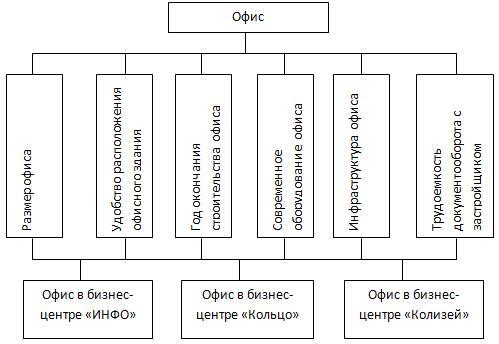 Офис
Размер офиса
Удобство расположения
офисного здания
Год окончания
строительства офиса
Современное
оборудование офиса
Инфраструктура офиса
Трудоемкость
документооборота с
застройщиком
Офис в бизнес-
центре «ИНФО»
Офис в бизнес-
центре «Кольцо»
Офис в бизнес-
центре «Колизей»